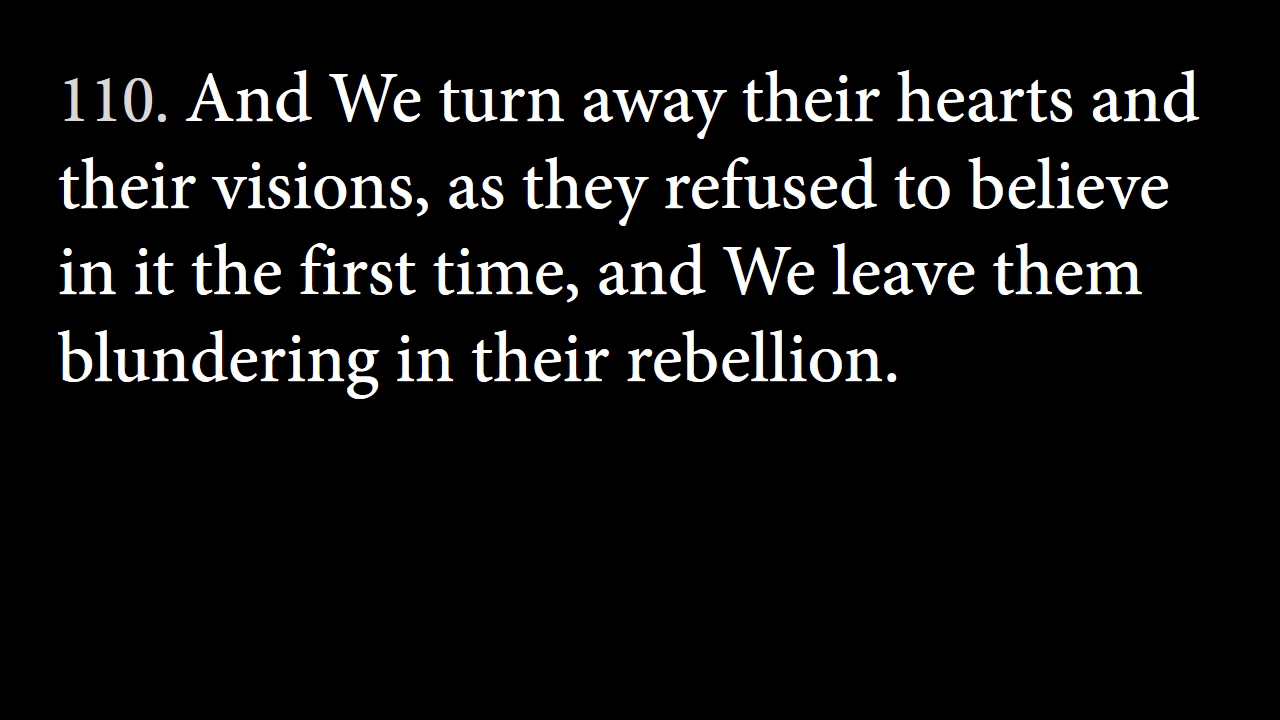 110. And We turn away their hearts and
their visions, as they refused to believe
in it the first time, and We leave them
blundering in their rebellion.